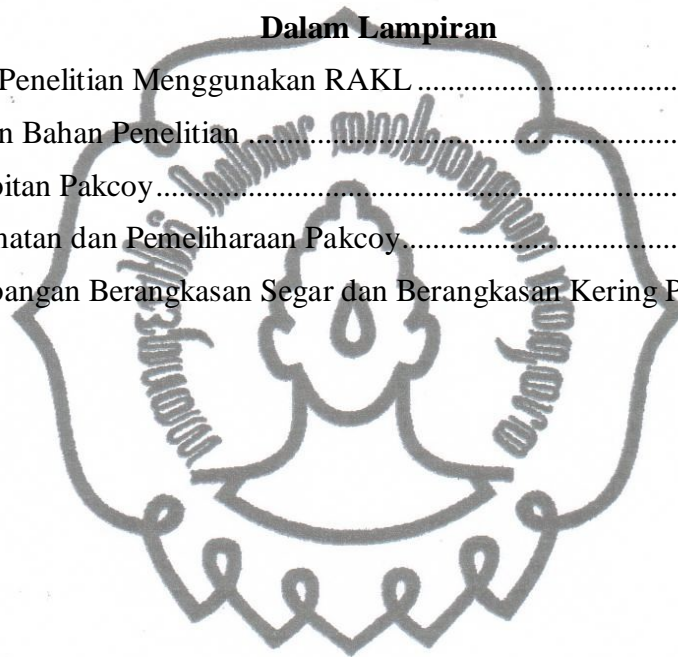 Dalam Lampiran
Penelitian Menggunakan RAKL ...................................
n Bahan Penelitian ..............................................................
bitan Pakcoy...........................................................................
natan dan Pemeliharaan Pakcoy.......................................
bangan Berangkasan Segar dan Berangkasan Kering P